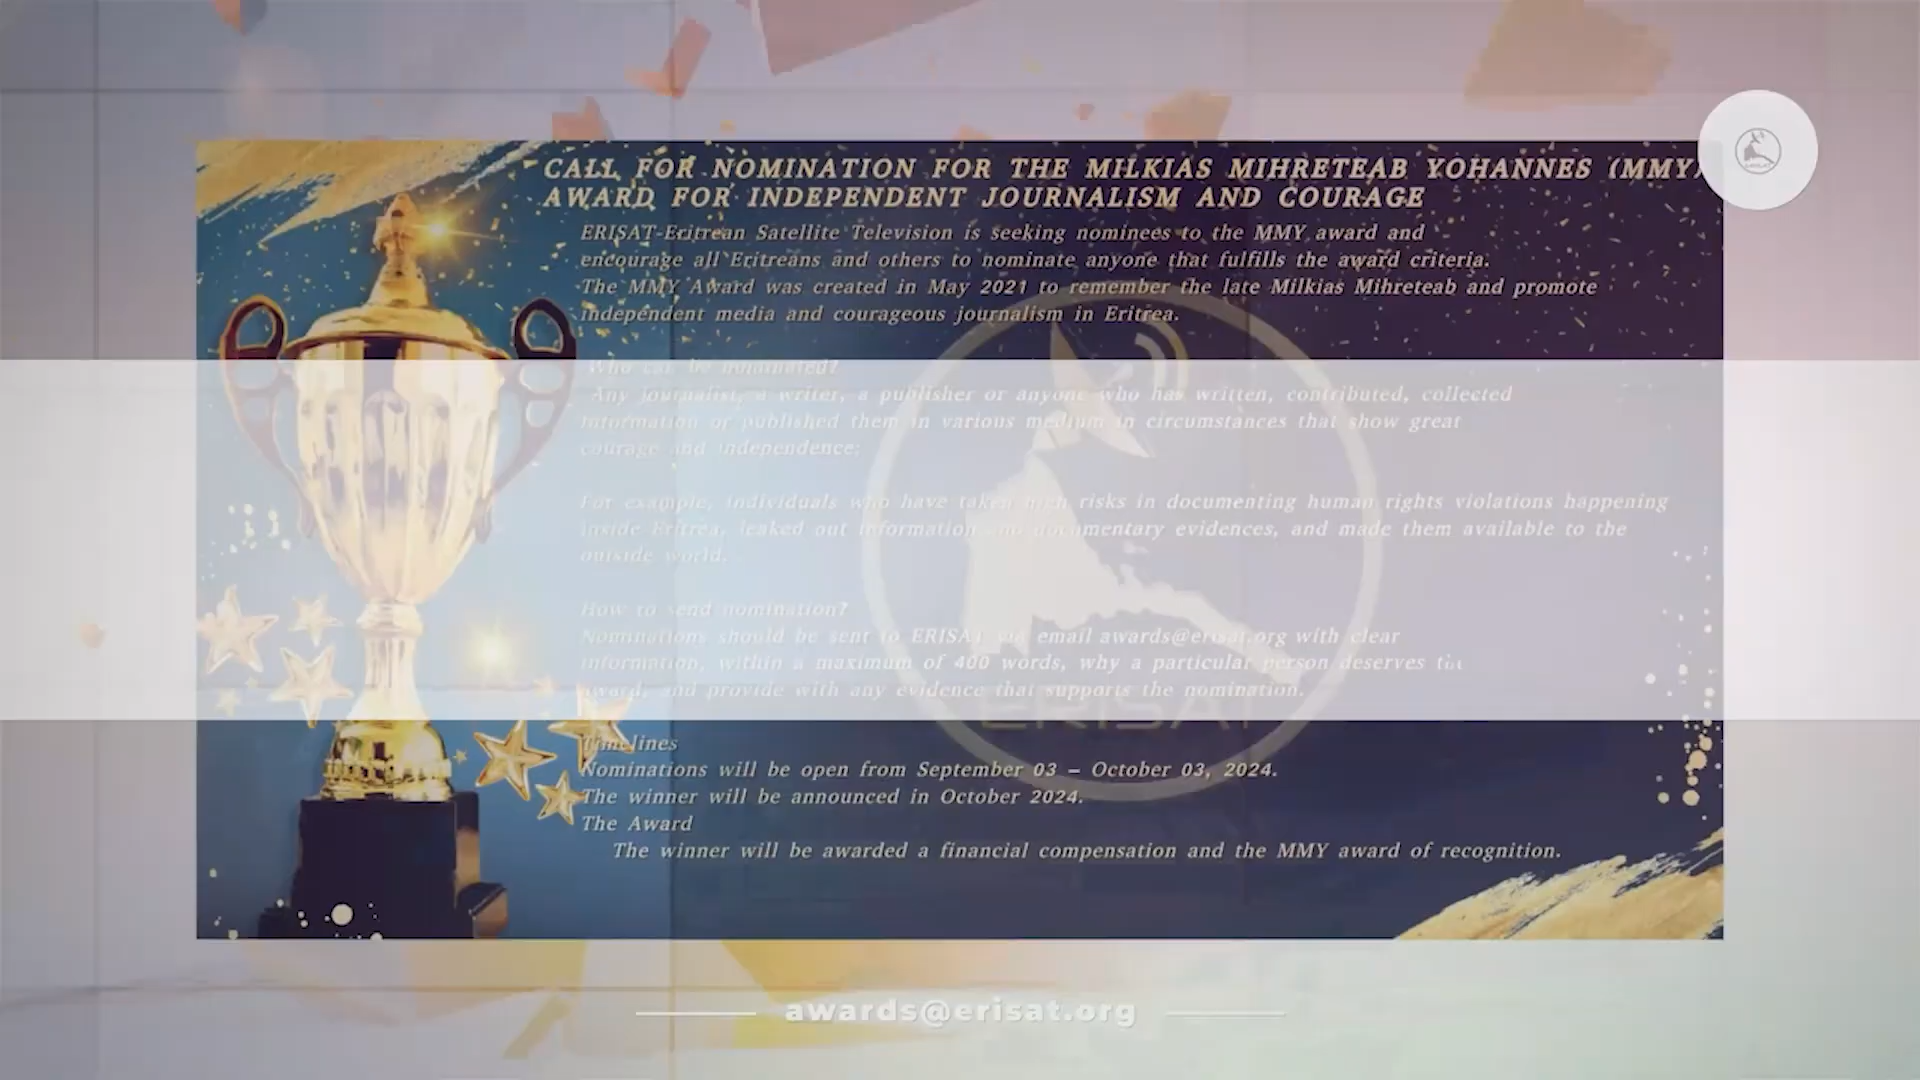 CALL FOR NOMINATION FOR THE MILKIAS MIHRETEAB YOHANNES (MMY)
AWARD FOR INDEPENDENT JOURNALISM AND COURAGE
ERISAT-Eritrean Satellite Television is seeking nominees to the MMY award and
encourage all Eritreans and others to nominate anyone that fulfills the award criteria.
The MMY Award was created in May 2021 to remember the late Milkias Mihreteab and promote
independent media and courageous journalism in Eritrea.
Who can be nominated?
Any journalist, a writer, a publisher or anyone who has written, contributed, collected
information or published them in various medium in circumstances that show great
courage and independence;
For example, individuals who have taken high risks in documenting human rights violations happening
inside Eritrea, leaked out information and documentary evidences, and made them available to the
outside world.
How to send nomination?
Nominations should be sent to ERISAT via email awards@erisat.org with clear
information, within a maximum of 400 words, why a particular person deserves the
award, and provide with any evidence that supports the nomination.
ERISAT
Timelines
Nominations will be open from September 03 – October 03, 2024.
The winner will be announced in October 2024.
The Award
The winner will be awarded a financial compensation and the MMY award of recognition.
awards@erisat.org